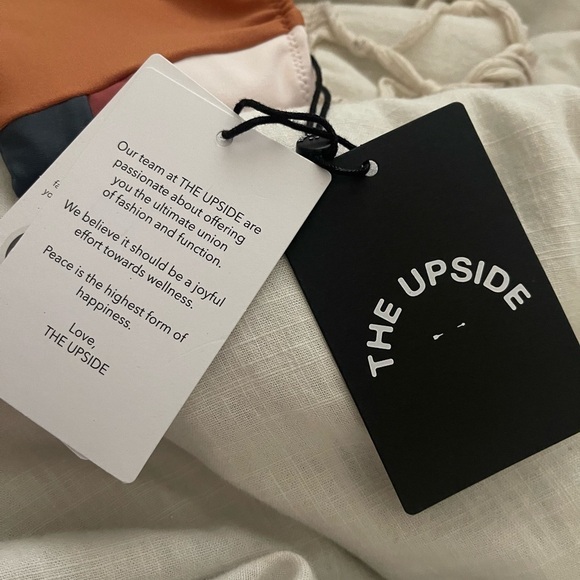 Our team at THE UPSIDE are
passionate about offering
you the ultimate union
of fashion and function.
We believe it should be a joyful
effort towards wellness.
Peace is the highest form of
happiness.
Love,
THE UPSIDE
THE UPSIDE